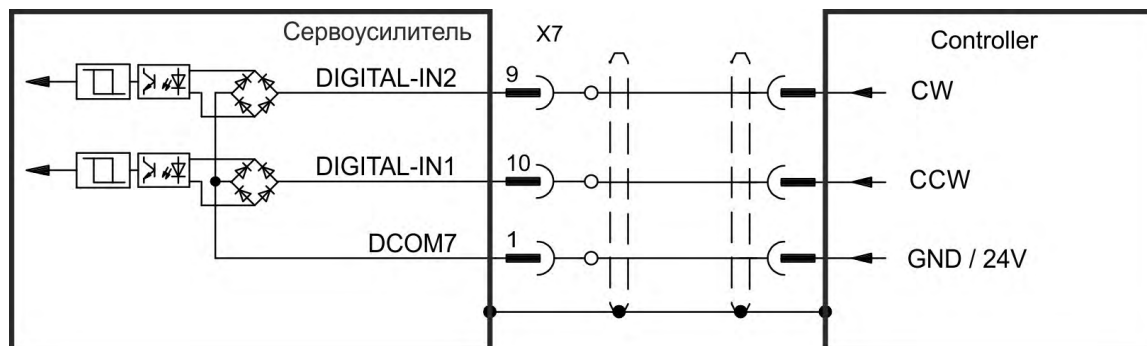 Сервоусилитель
X7
Controller
DIGITAL-IN2
9
CW
DIGITAL-IN1
10
CCW
DCOM7
1
GND / 24V